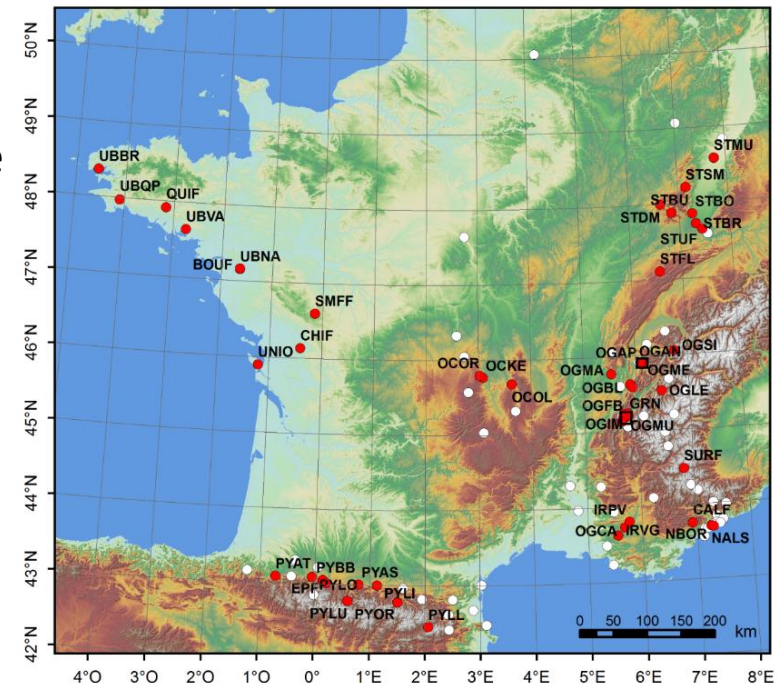 50°N
49°N
48°N
47°N
46°N
45°N
44°N
43°N
42°N
UBBR
UBQP
QUIF
UBVA
BOUF
UBNA
SMFF
CHIF
UNIO
STMU
STSM
STBU
STBO
STDM
STBR
STUF
STFL
OCOR
OCKE
OCOL
OGAP
OGAN
OGSI
OGMA
OGME
OGBL
OGLE
OGFB
GRN
OGIM
OGMU
SURF
IRPV
CALF
OGCA
IRVG
NBOR
NALS
PYAT
PYBB
PYAS
EPF
PYLO
PYLI
PYLU
PYOR
PYLL
0 50 100 150 200
km
4°O 3°O 2°O 1°O 0° 1°E 2°E 3°E 4°E 5°E 6°E 7°E 8°E